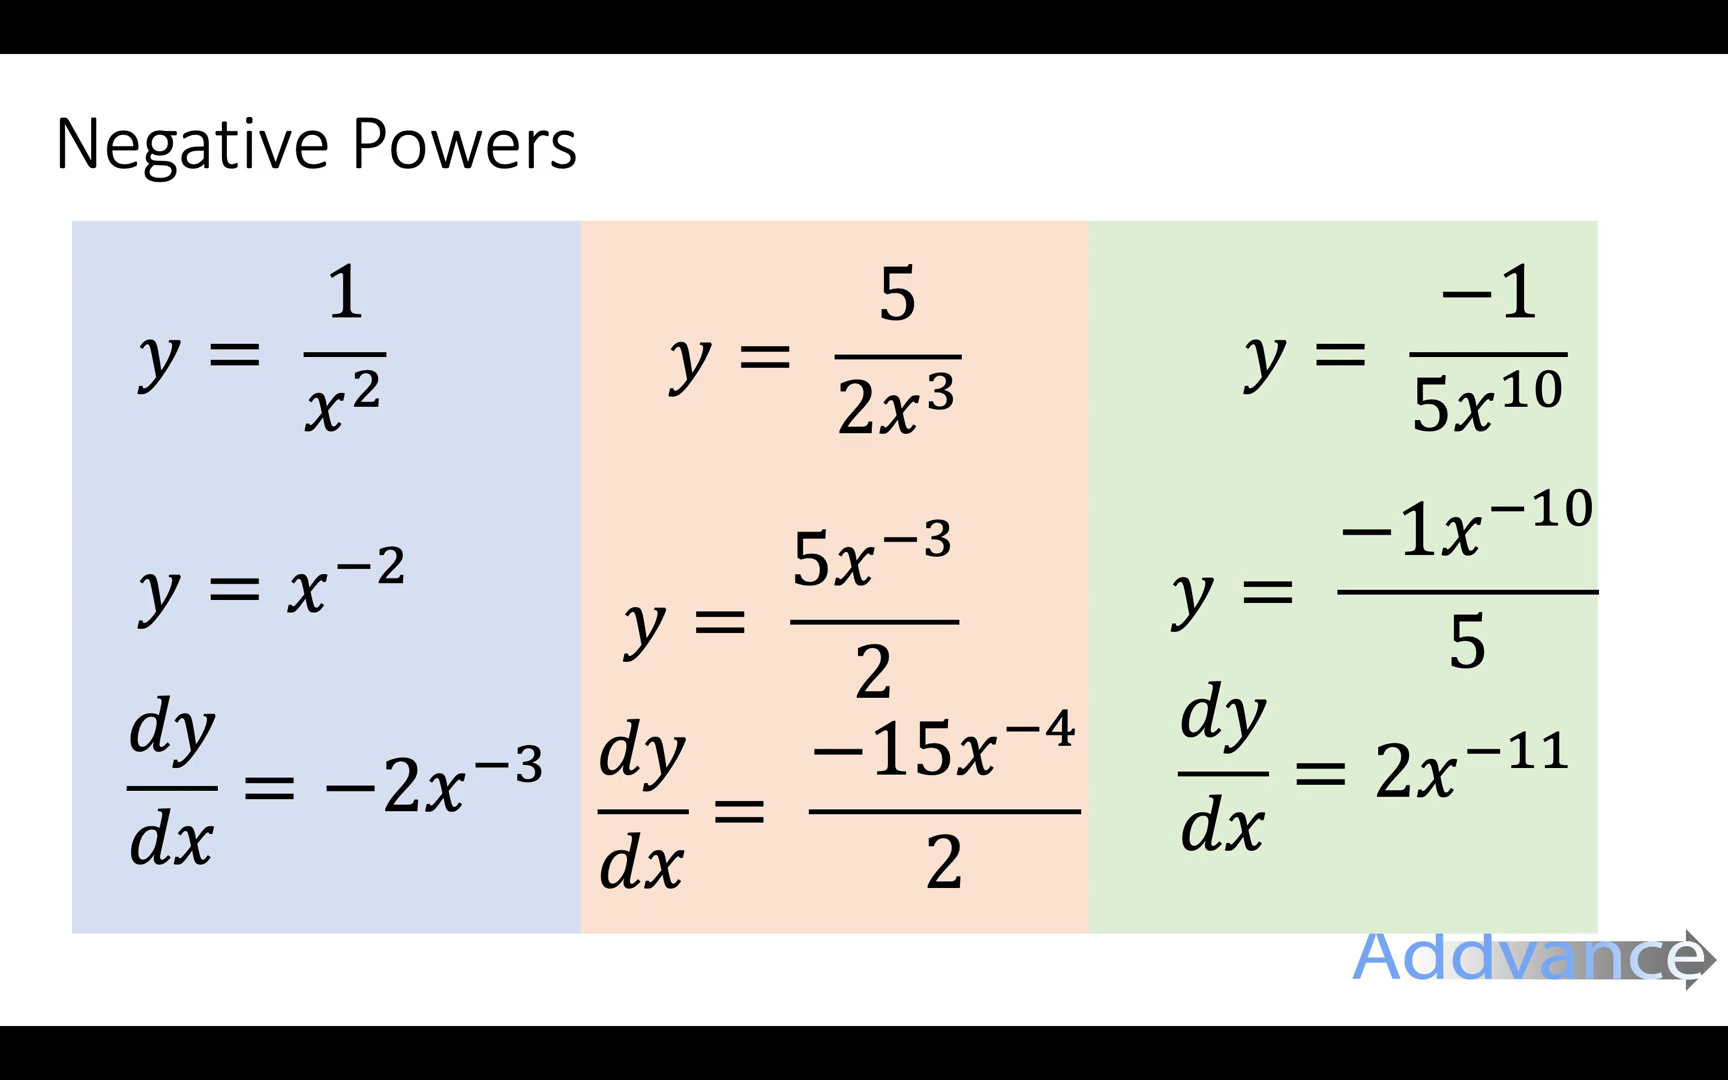 Negative Powers
y = 1/x²
y = x⁻²
dy/dx = −2x⁻³
y = 5/2x³
y = 5x⁻³/2
dy/dx = −15x⁻⁴/2
y = −1/5x¹⁰
y = −1x⁻¹⁰/5
dy/dx = 2x⁻¹¹
Addvance